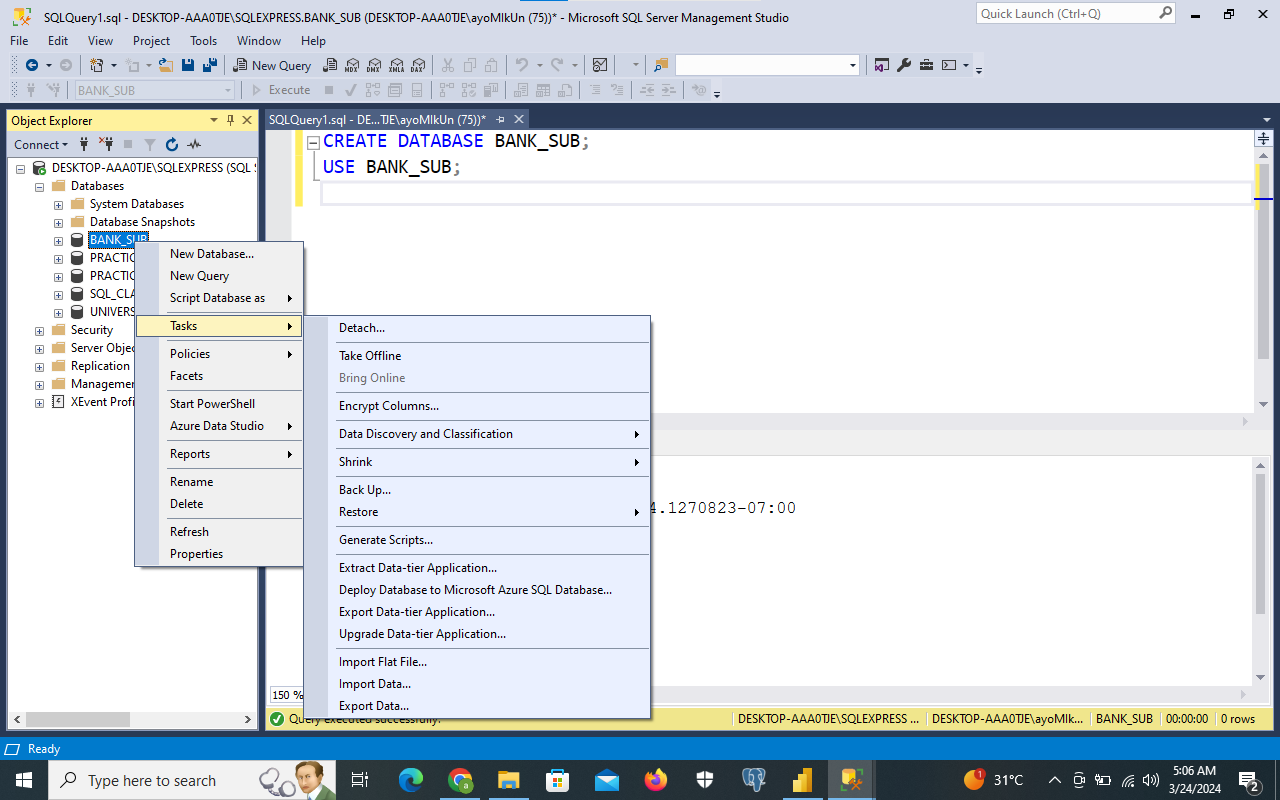 SQLQuery1.sql - DESKTOP-AAA0TJE\SQLEXPRESS.BANK_SUB (DESKTOP-AAA0TJE\ayoMIkUn (75))* - Microsoft SQL Server Management Studio
Quick Launch (Ctrl+Q)
File Edit View Project Tools Window Help
New Query
MDX DMX XMLA DAX
BANK_SUB
Execute
Object Explorer
SQLQuery1.sql - DE...TJE\ayoMIkUn (75))*
Connect
CREATE DATABASE BANK_SUB;
USE BANK_SUB;
DESKTOP-AAA0TJE\SQLEXPRESS (SQL
Databases
System Databases
Database Snapshots
BANK_SUB
PRACTIC
PRACTIC
SQL_CLA
UNIVERS
Security
Server Objec
Replication
Managemen
XEvent Profi
New Database...
New Query
Script Database as
Tasks
Policies
Facets
Start PowerShell
Azure Data Studio
Reports
Rename
Delete
Refresh
Properties
Detach...
Take Offline
Bring Online
Encrypt Columns...
Data Discovery and Classification
Shrink
Back Up...
Restore
Generate Scripts...
Extract Data-tier Application...
Deploy Database to Microsoft Azure SQL Database...
Export Data-tier Application...
Upgrade Data-tier Application...
Import Flat File...
Import Data...
Export Data...
4.1270823-07:00
150 %
Query executed successfully.
DESKTOP-AAA0TJE\SQLEXPRESS ... DESKTOP-AAA0TJE\ayoMIk... BANK_SUB 00:00:00 0 rows
Ready
Type here to search
1
31°C
5:06 AM
3/24/2024
2